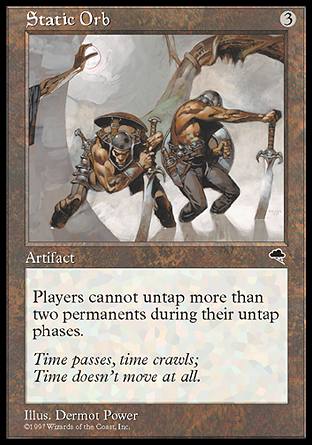 Static Orb 3
Artifact
Players cannot untap more than
two permanents during their untap
phases.
Time passes, time crawls;
Time doesn't move at all.
Illus. Dermot Power
©1997 Wizards of the Coast, Inc.